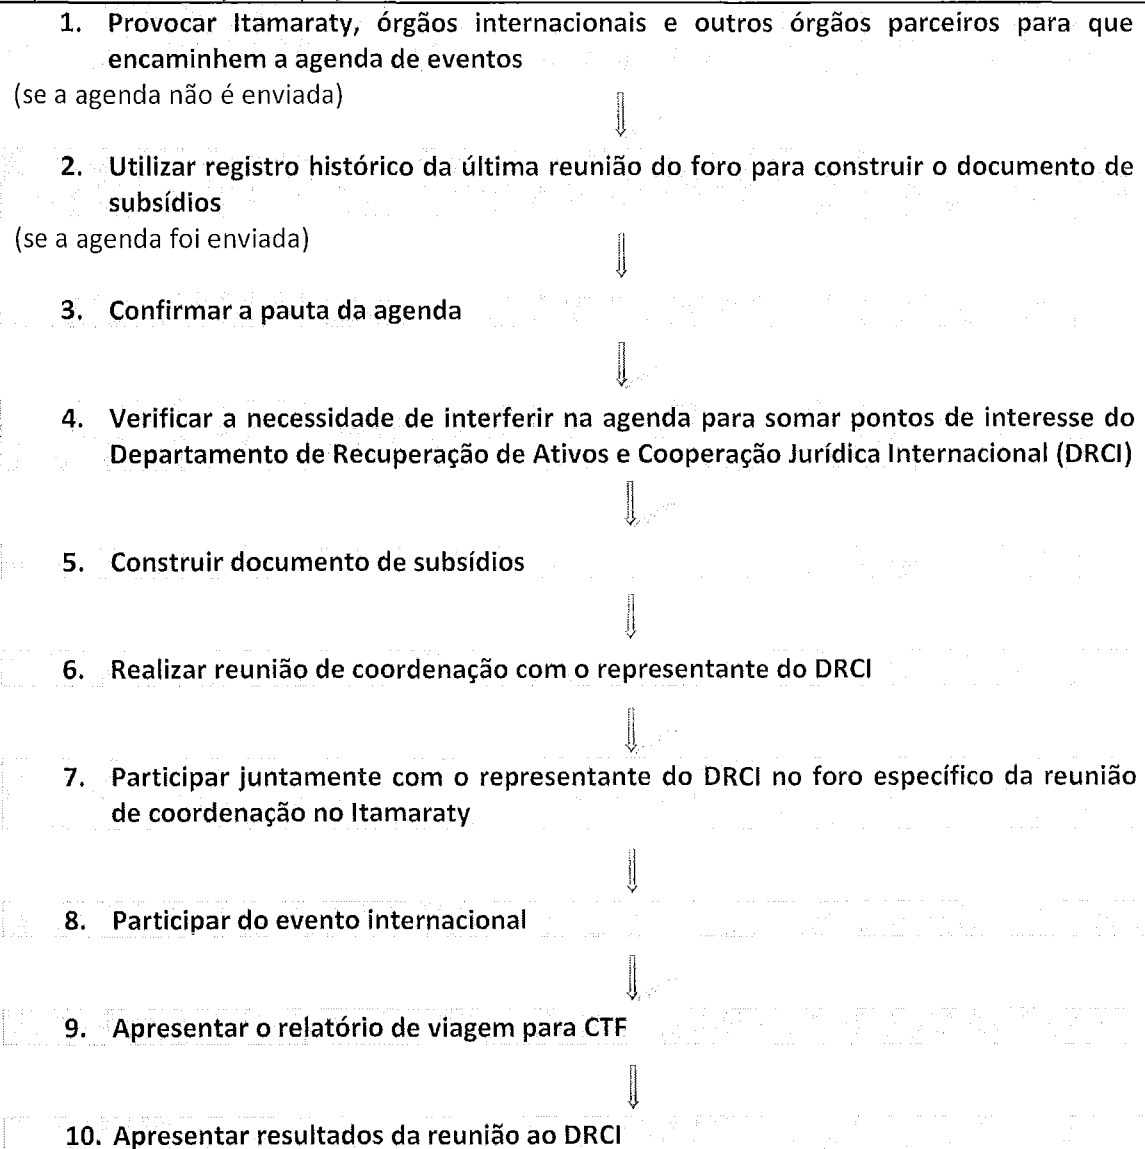 1. Provocar Itamaraty, órgãos internacionais e outros órgãos parceiros para que
encaminhem a agenda de eventos
(se a agenda não é enviada)
2. Utilizar registro histórico da última reunião do foro para construir o documento de
subsídios
(se a agenda foi enviada)
3. Confirmar a pauta da agenda
4. Verificar a necessidade de interferir na agenda para somar pontos de interesse do
Departamento de Recuperação de Ativos e Cooperação Jurídica Internacional (DRCI)
5. Construir documento de subsídios
6. Realizar reunião de coordenação com o representante do DRCI
7. Participar juntamente com o representante do DRCI no foro específico da reunião
de coordenação no Itamaraty
8. Participar do evento internacional
9. Apresentar o relatório de viagem para CTF
10. Apresentar resultados da reunião ao DRCI